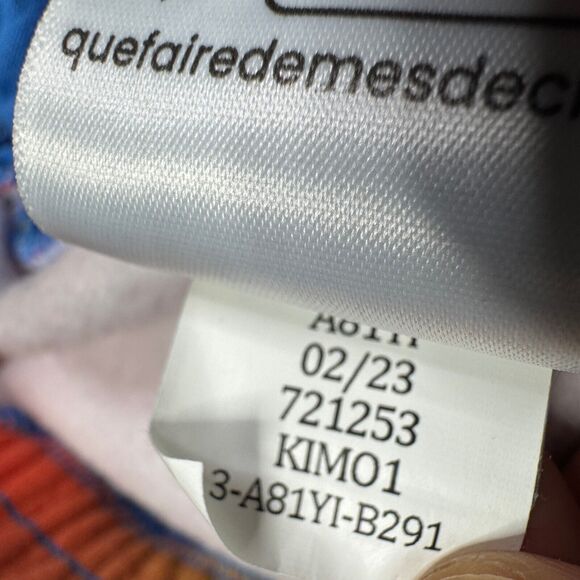 quefairedemesdec
02/23
721253
KIMO1
3-A81YI-B291